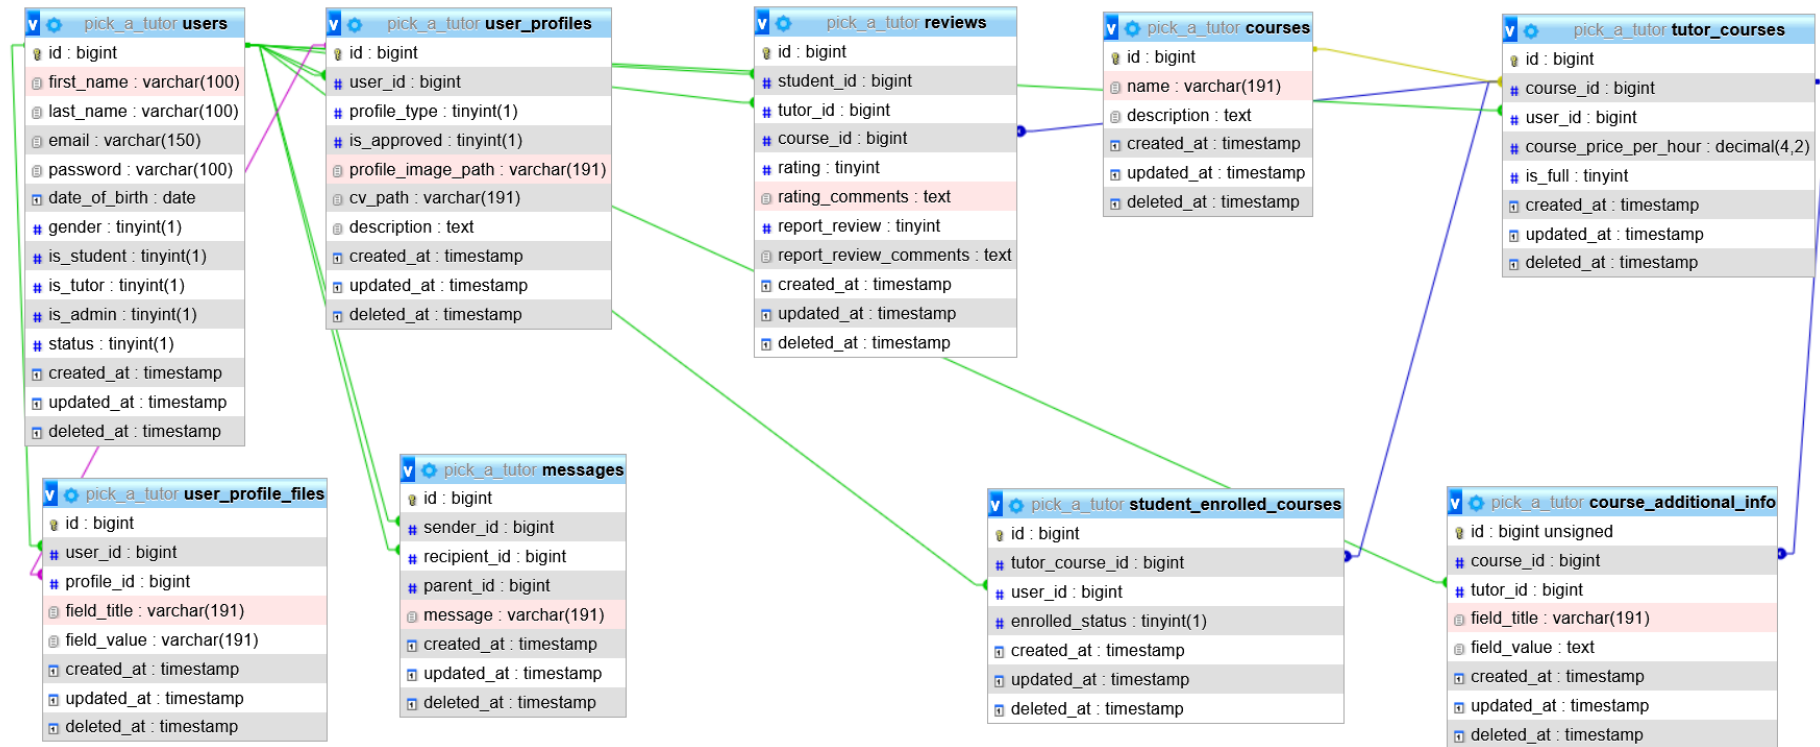 pick_a_tutor users
id : bigint
first_name : varchar(100)
last_name : varchar(100)
email : varchar(150)
password : varchar(100)
date_of_birth : date
gender : tinyint(1)
is_student : tinyint(1)
is_tutor : tinyint(1)
is_admin : tinyint(1)
status : tinyint(1)
created_at : timestamp
updated_at : timestamp
deleted_at : timestamp
pick_a_tutor user_profiles
id : bigint
user_id : bigint
profile_type : tinyint(1)
is_approved : tinyint(1)
profile_image_path : varchar(191)
cv_path : varchar(191)
description : text
created_at : timestamp
updated_at : timestamp
deleted_at : timestamp
pick_a_tutor reviews
id : bigint
student_id : bigint
tutor_id : bigint
course_id : bigint
rating : tinyint
rating_comments : text
report_review : tinyint
report_review_comments : text
created_at : timestamp
updated_at : timestamp
deleted_at : timestamp
pick_a_tutor courses
id : bigint
name : varchar(191)
description : text
created_at : timestamp
updated_at : timestamp
deleted_at : timestamp
pick_a_tutor tutor_courses
id : bigint
course_id : bigint
user_id : bigint
course_price_per_hour : decimal(4,2)
is_full : tinyint
created_at : timestamp
updated_at : timestamp
deleted_at : timestamp
pick_a_tutor user_profile_files
id : bigint
user_id : bigint
profile_id : bigint
field_title : varchar(191)
field_value : varchar(191)
created_at : timestamp
updated_at : timestamp
deleted_at : timestamp
pick_a_tutor messages
id : bigint
sender_id : bigint
recipient_id : bigint
parent_id : bigint
message : varchar(191)
created_at : timestamp
updated_at : timestamp
deleted_at : timestamp
pick_a_tutor student_enrolled_courses
id : bigint
tutor_course_id : bigint
user_id : bigint
enrolled_status : tinyint(1)
created_at : timestamp
updated_at : timestamp
deleted_at : timestamp
pick_a_tutor course_additional_info
id : bigint unsigned
course_id : bigint
tutor_id : bigint
field_title : varchar(191)
field_value : text
created_at : timestamp
updated_at : timestamp
deleted_at : timestamp